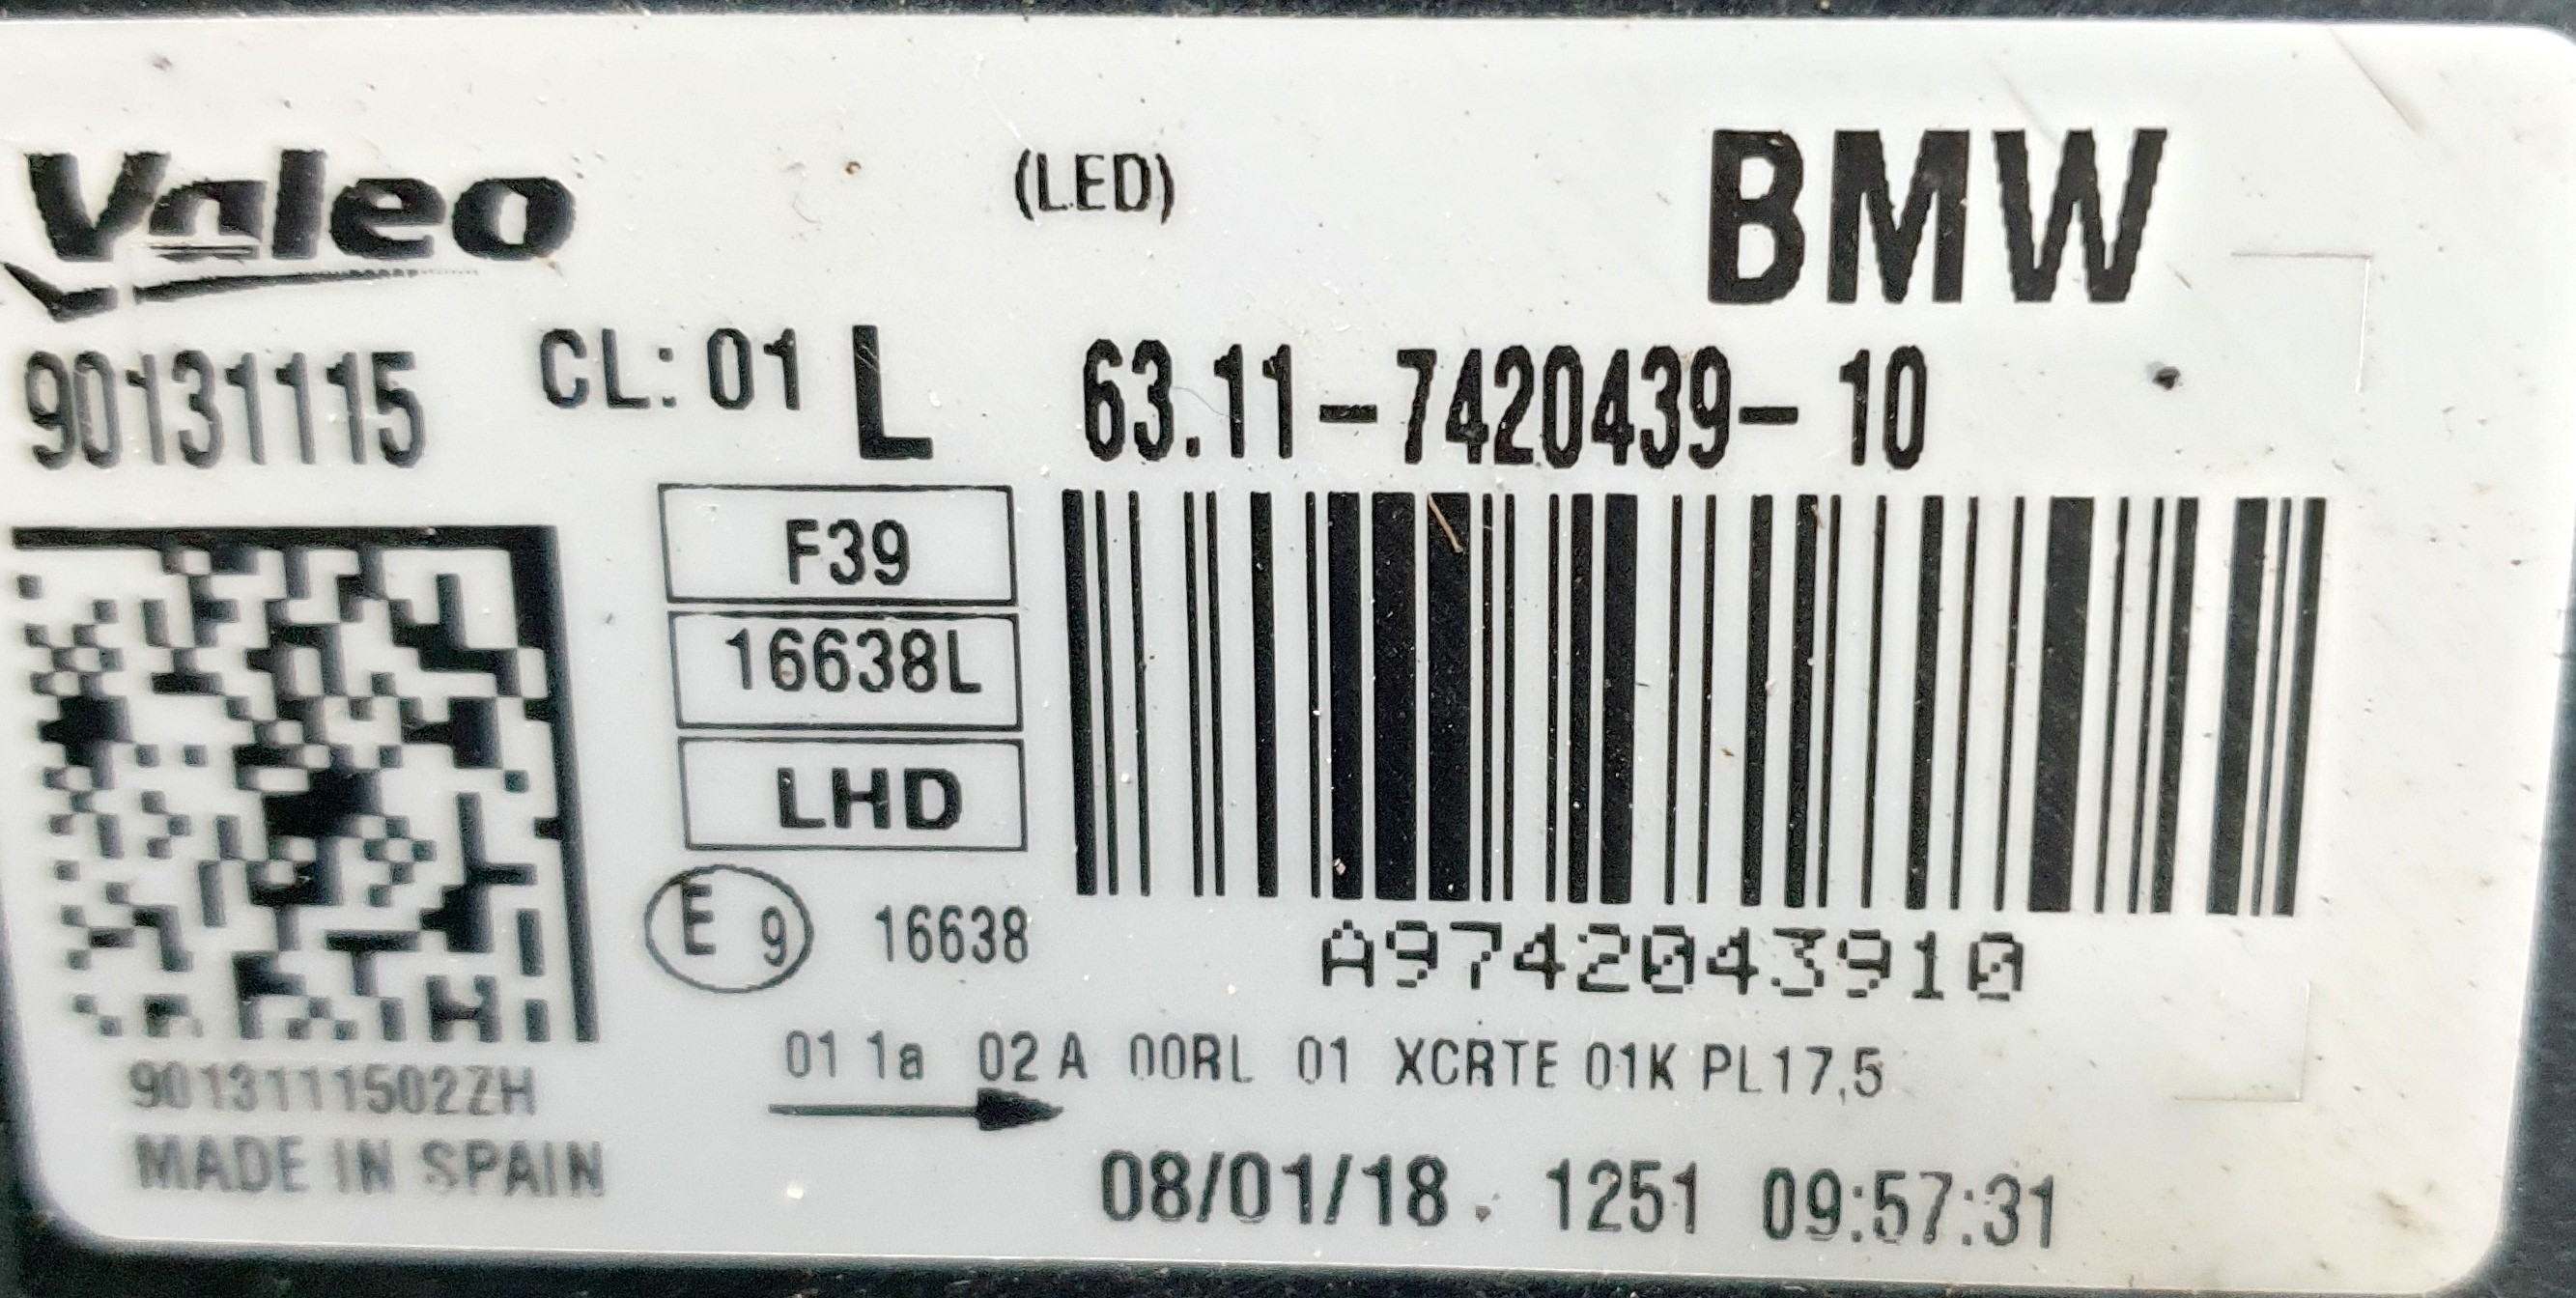 Valeo (LED) BMW
90131115 CL: 01 L 63.11-7420439-10
F39
16638L
LHD
E 9 16638
A9742043910
01 1a 02 A 00RL 01 XCRTE 01K PL17,5
9013111502ZH
MADE IN SPAIN
08/01/18 1251 09:57:31